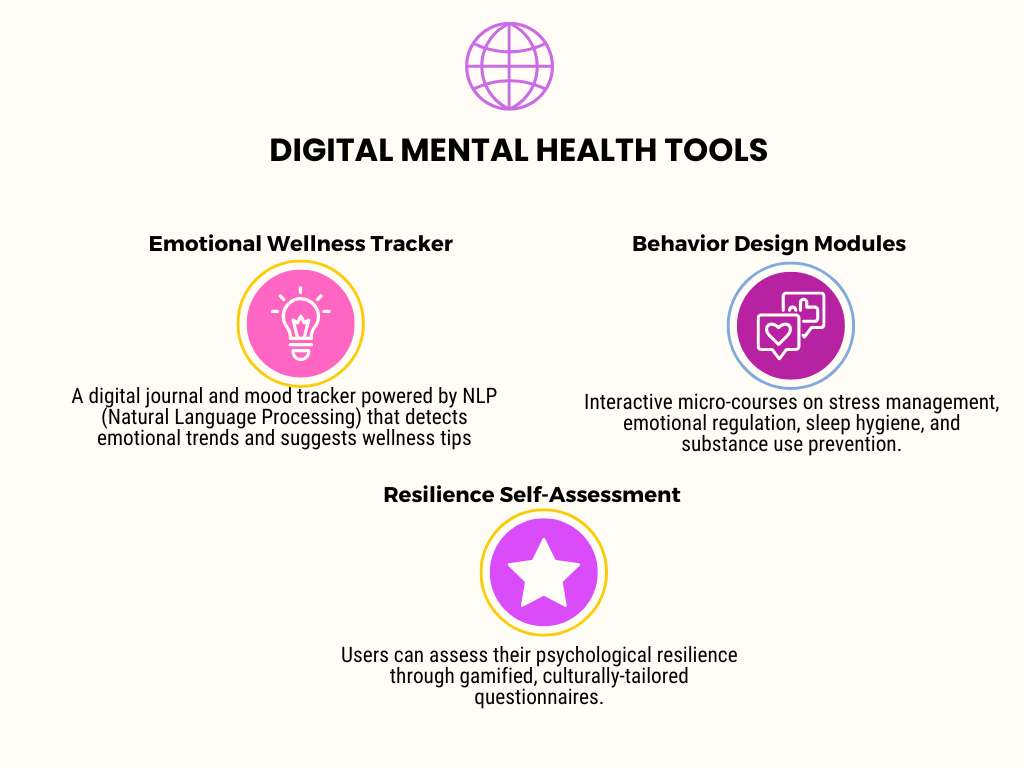 DIGITAL MENTAL HEALTH TOOLS
Emotional Wellness Tracker
A digital journal and mood tracker powered by NLP
(Natural Language Processing) that detects
emotional trends and suggests wellness tips
Behavior Design Modules
Interactive micro-courses on stress management,
emotional regulation, sleep hygiene, and
substance use prevention.
Resilience Self-Assessment
Users can assess their psychological resilience
through gamified, culturally-tailored
questionnaires.